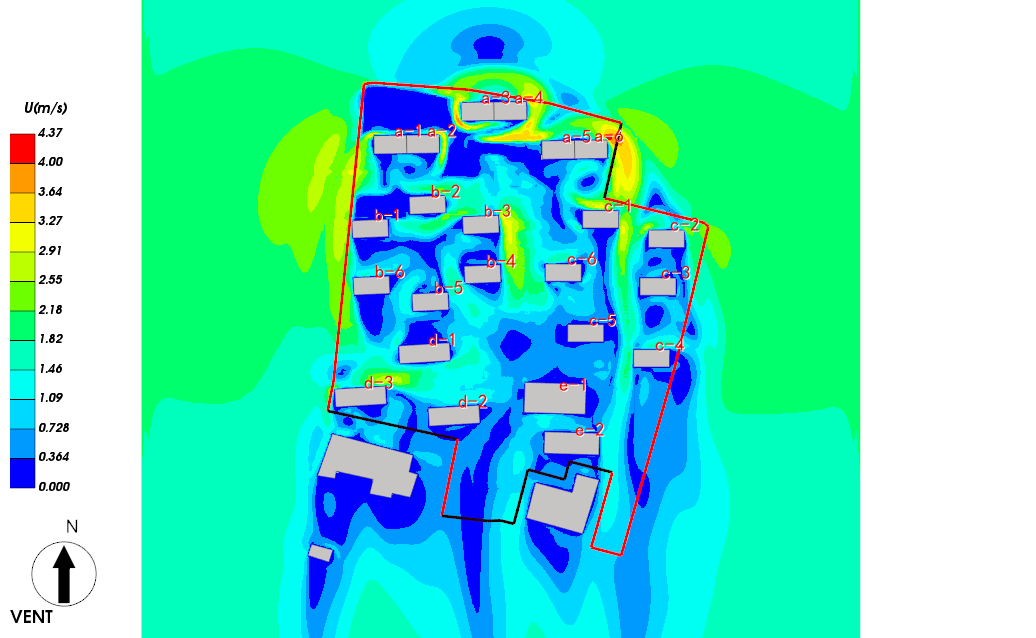 U(m/s)
4.37
4.00
3.64
3.27
2.91
2.55
2.18
1.82
1.46
1.09
0.728
0.364
0.000
N
VENT
a-3 a-4
a-1 a-2
a-5 a-6
b-2
b-1
b-3
c-1
c-2
b-6
b-4
c-6
c-3
b-5
c-5
d-1
c-4
d-3
e-1
d-2
e-2